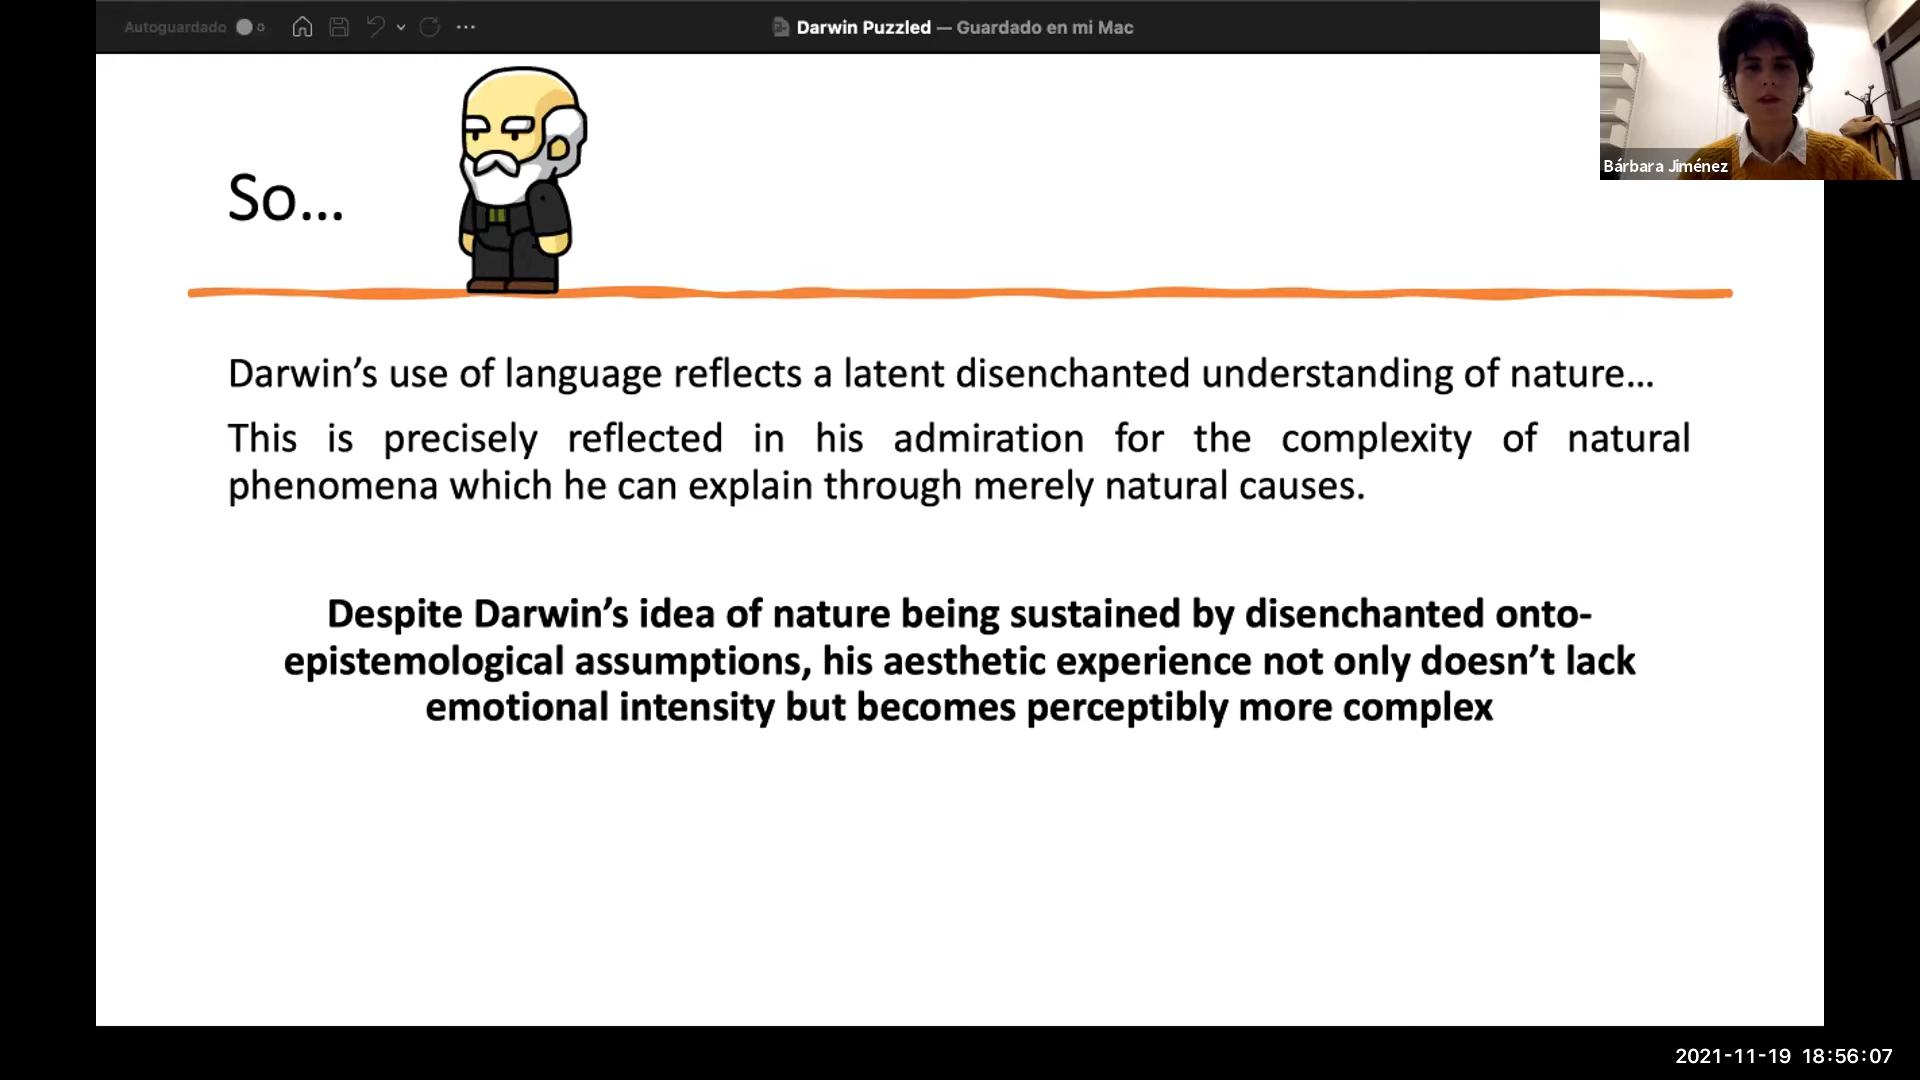 Autoguardado
Darwin Puzzled — Guardado en mi Mac
Bárbara Jiménez
So...
Darwin’s use of language reflects a latent disenchanted understanding of nature...
This is precisely reflected in his admiration for the complexity of natural
phenomena which he can explain through merely natural causes.
Despite Darwin’s idea of nature being sustained by disenchanted onto-
epistemological assumptions, his aesthetic experience not only doesn’t lack
emotional intensity but becomes perceptibly more complex
2021-11-19 18:56:07